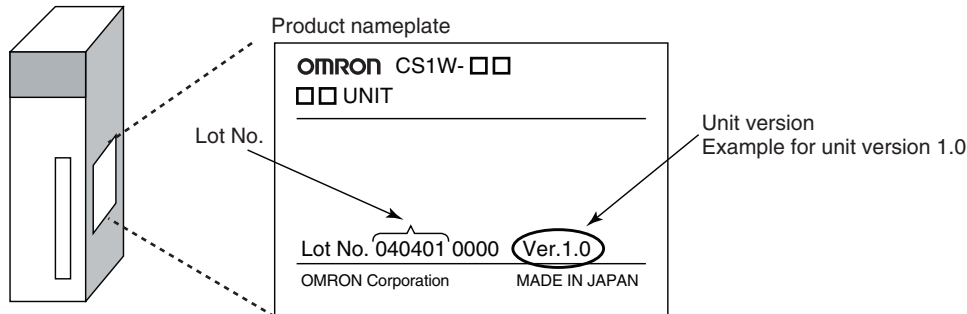 Product nameplate
OMRON CS1W-□□
□□ UNIT
Lot No.
Unit version
Example for unit version 1.0
Lot No. 040401 0000 Ver.1.0
OMRON Corporation MADE IN JAPAN